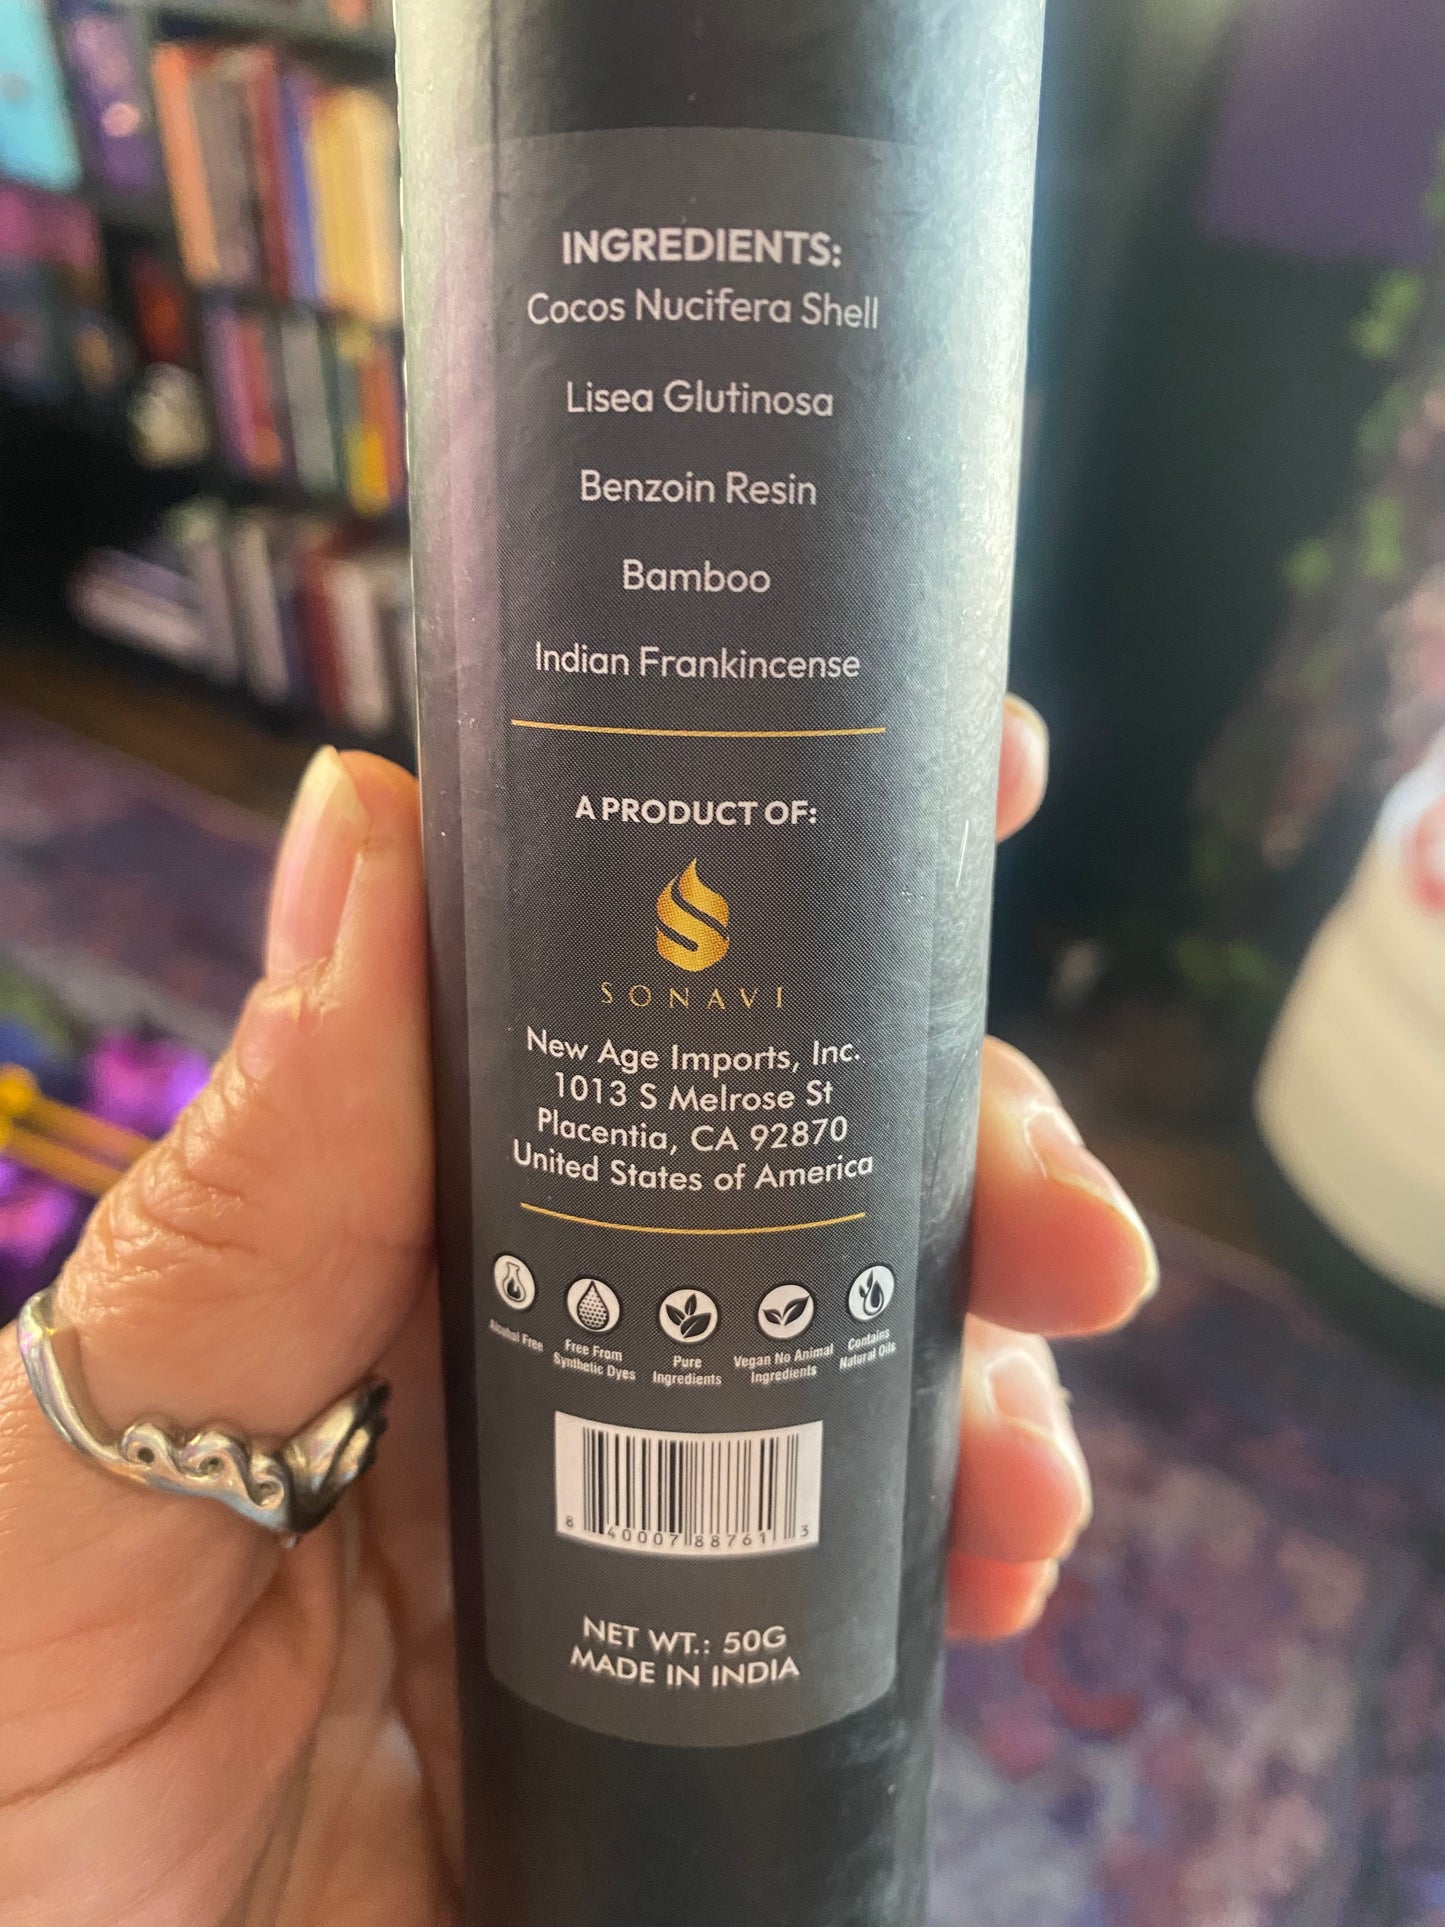 INGREDIENTS:
Cocos Nucifera Shell
Lisea Glutinosa
Benzoin Resin
Bamboo
Indian Frankincense
A PRODUCT OF:
SONAVI
New Age Imports, Inc.
1013 S Melrose St
Placentia, CA 92870
United States of America
Alcohol Free
Free From
Synthetic Dyes
Pure
Ingredients
Vegan No Animal
Ingredients
Contains
Natural Oils
8 40007 88761 3
NET WT.: 50G
MADE IN INDIA